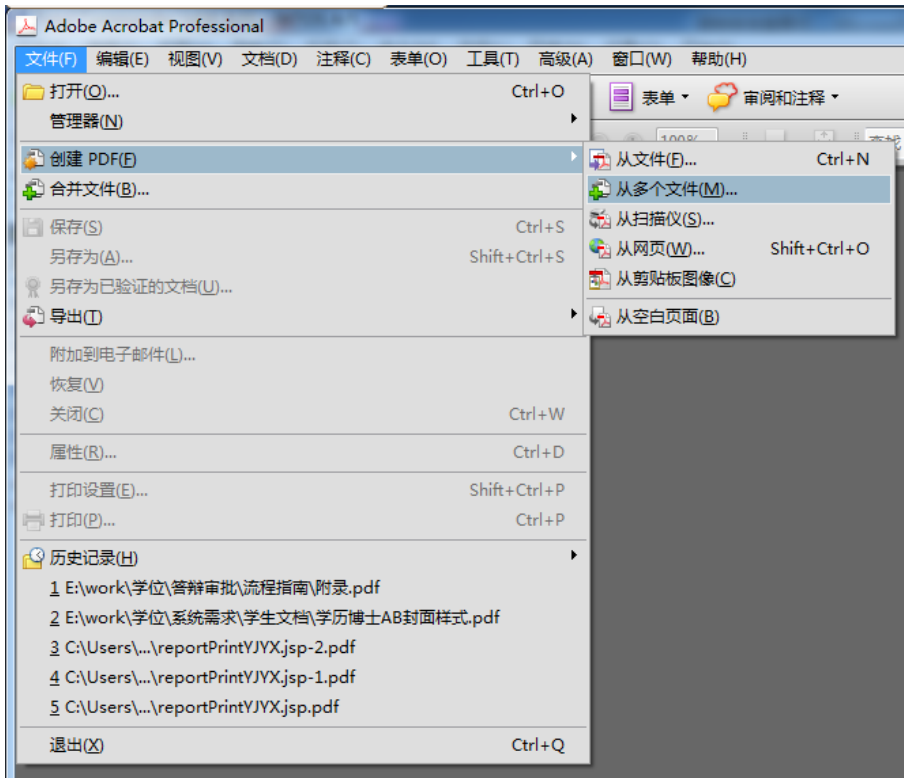 Adobe Acrobat Professional
文件(F) 编辑(E) 视图(V) 文档(D) 注释(C) 表单(O) 工具(T) 高级(A) 窗口(W) 帮助(H)
打开(O)... Ctrl+O
表单 审阅和注释
管理器(N)
100% 查找
创建 PDF(F)
从文件(F)... Ctrl+N
合并文件(B)...
从多个文件(M)...
保存(S) Ctrl+S
从扫描仪(S)...
另存为(A)... Shift+Ctrl+S
从网页(W)... Shift+Ctrl+O
另存为已验证的文档(U)...
从剪贴板图像(C)
导出(T)
从空白页面(B)
附加到电子邮件(L)...
恢复(V)
关闭(C) Ctrl+W
属性(R)... Ctrl+D
打印设置(E)... Shift+Ctrl+P
打印(P)... Ctrl+P
历史记录(H)
1 E:\work\学位\答辩审批\流程指南\附录.pdf
2 E:\work\学位\系统需求\学生文档\学历博士AB封面样式.pdf
3 C:\Users\...\reportPrintYJYX.jsp-2.pdf
4 C:\Users\...\reportPrintYJYX.jsp-1.pdf
5 C:\Users\...\reportPrintYJYX.jsp.pdf
退出(X) Ctrl+Q